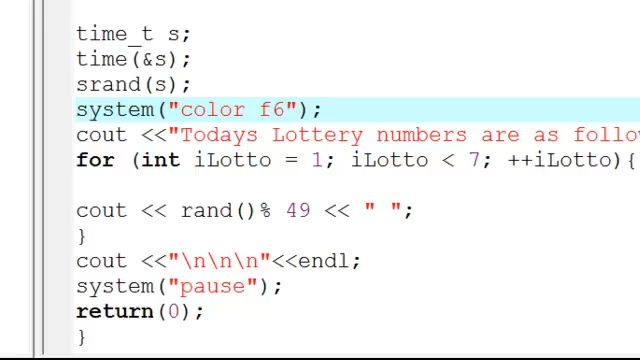 time_t s;
time(&s);
srand(s);
system("color f6");
cout <<"Todays Lottery numbers are as
for (int iLotto = 1; iLotto < 7; ++iLotto){
cout << rand()% 49 << " ";
}
cout <<"\n\n\n"<<endl;
system("pause");
return(0);
}